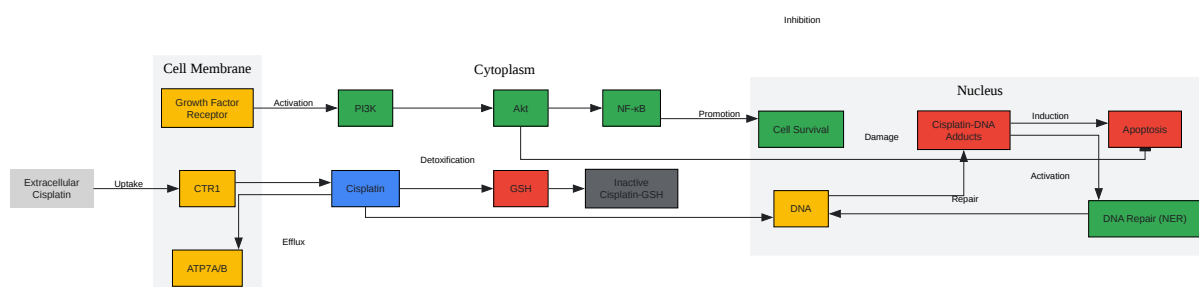 Inhibition
Cell Membrane
Cytoplasm
Nucleus
Growth Factor
Receptor
Activation
PI3K
Akt
NF-κB
Promotion
Cell Survival
Damage
Cisplatin-DNA
Adducts
Induction
Apoptosis
Extracellular
Cisplatin
Uptake
CTR1
Cisplatin
Detoxification
GSH
Inactive
Cisplatin-GSH
Activation
DNA
Repair
DNA Repair (NER)
Efflux
ATP7A/B